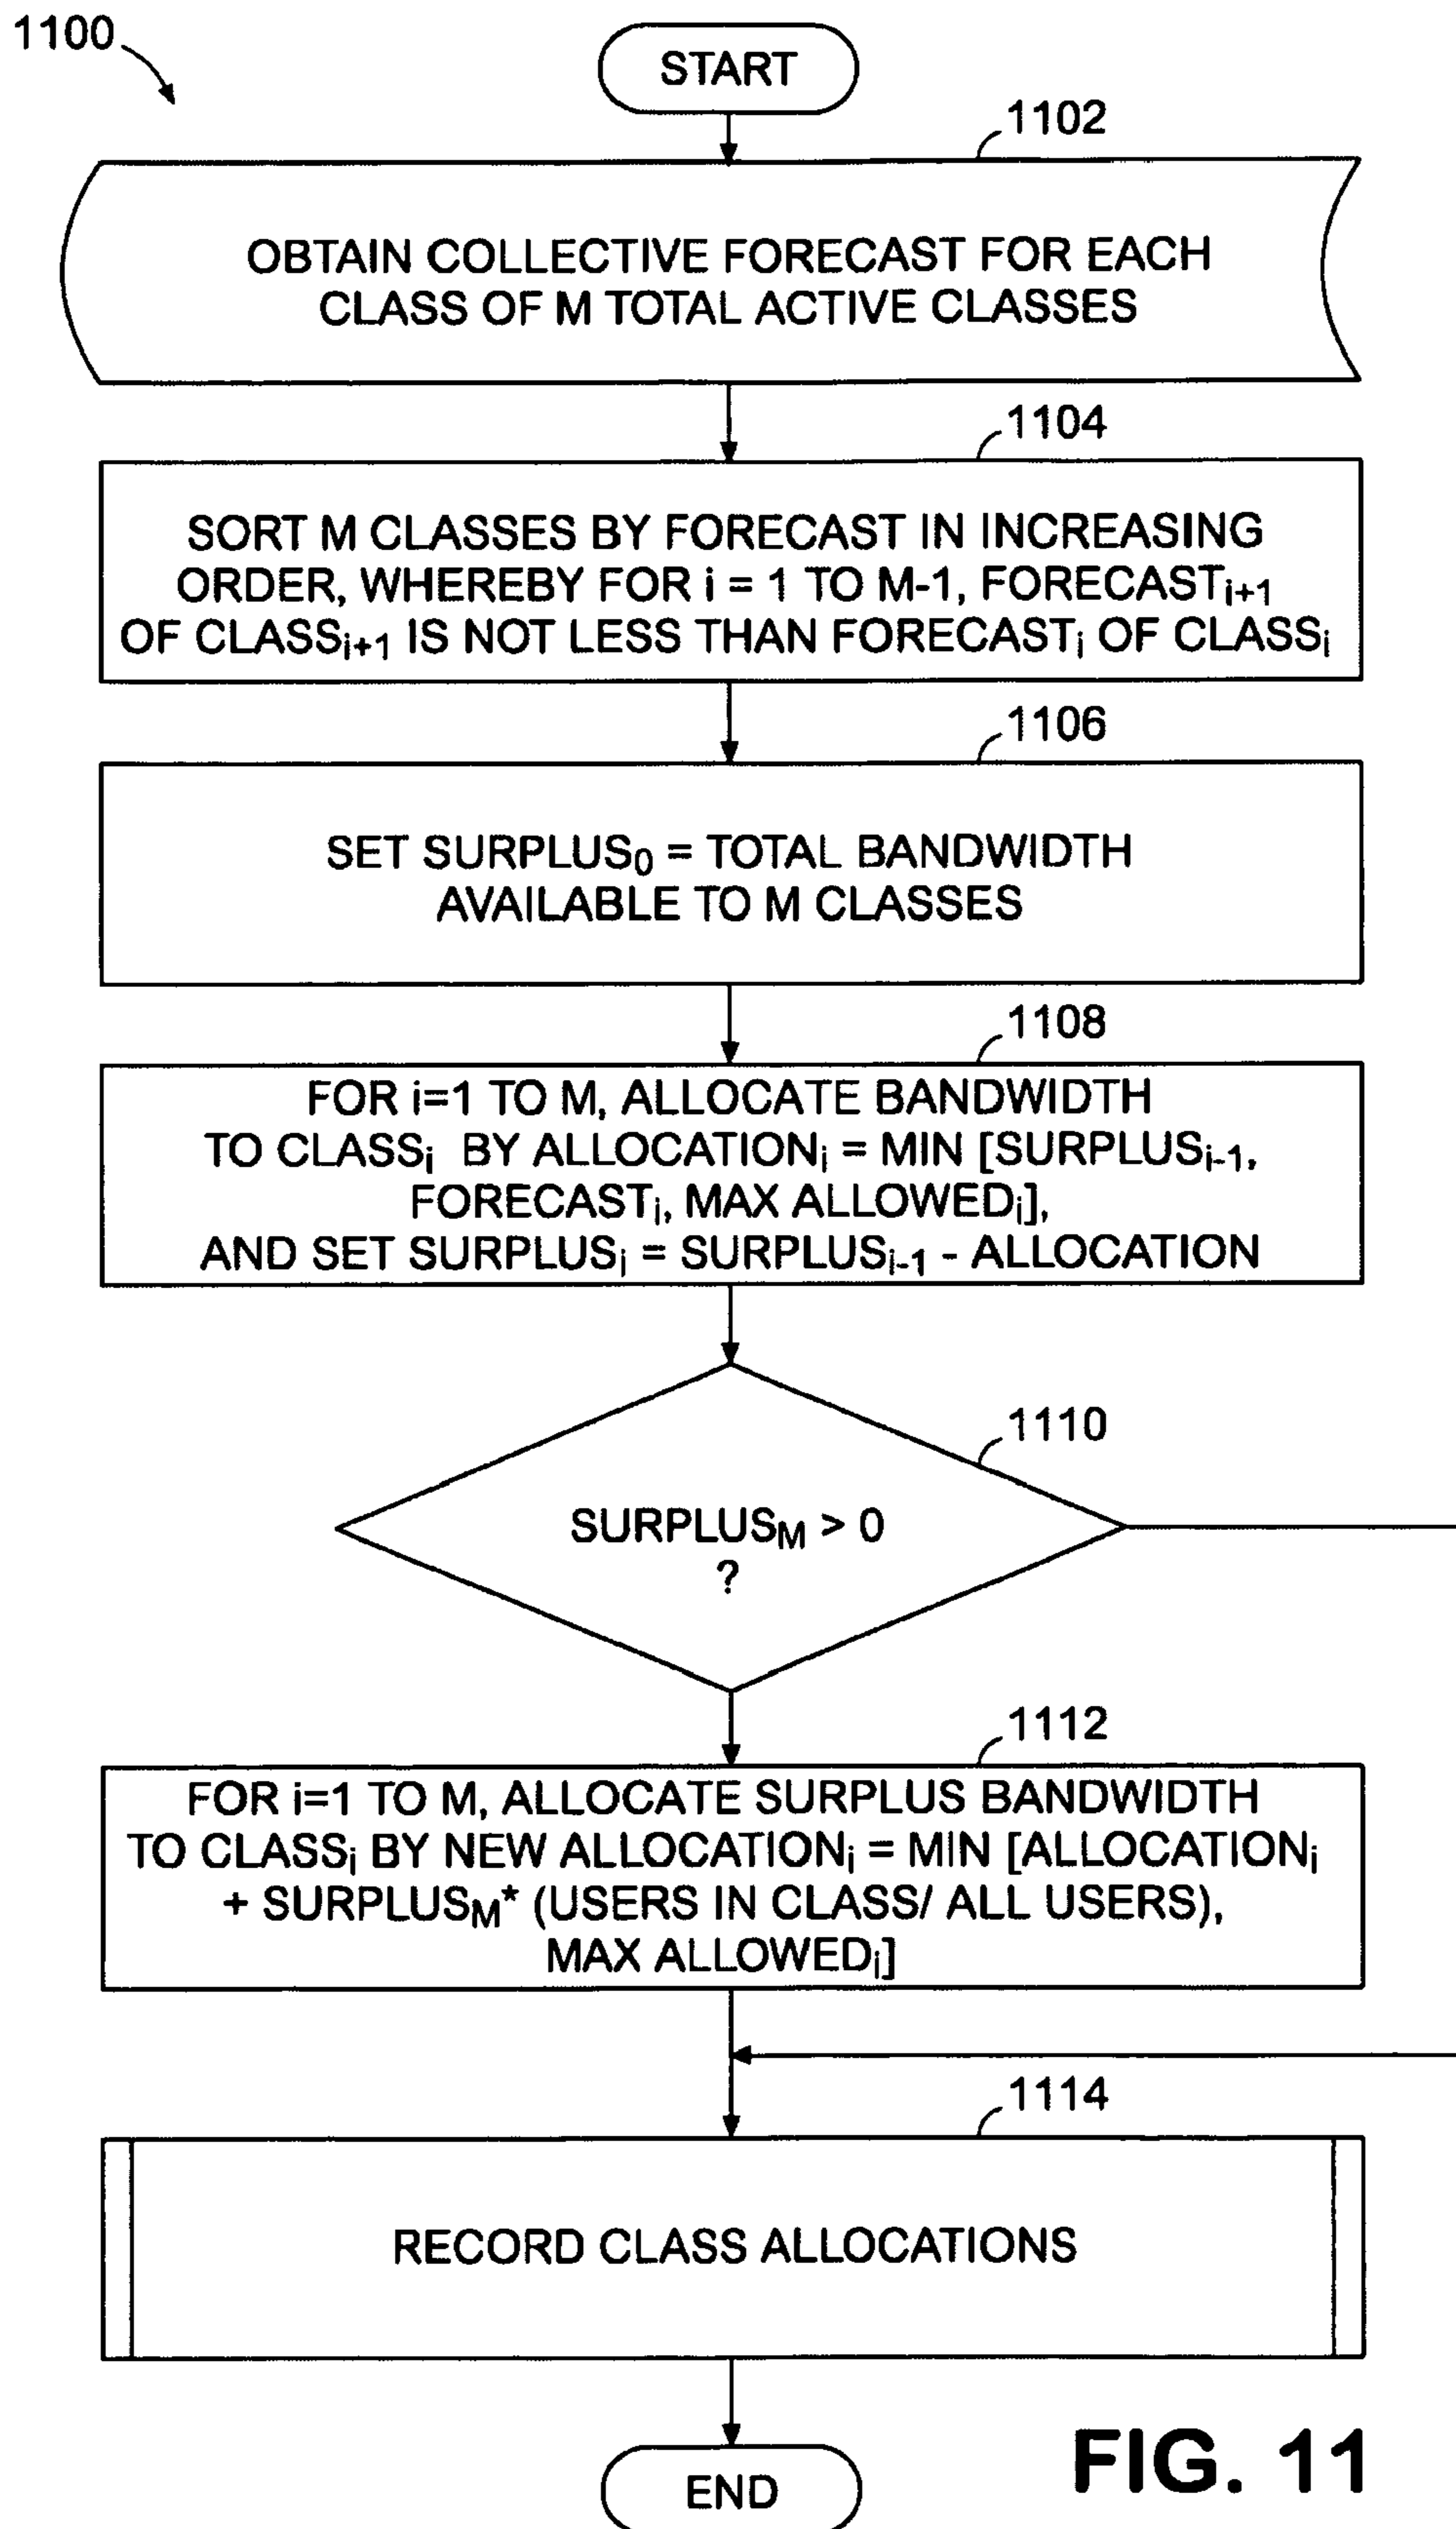 1100
START
1102
OBTAIN COLLECTIVE FORECAST FOR EACH
CLASS OF M TOTAL ACTIVE CLASSES
1104
SORT M CLASSES BY FORECAST IN INCREASING
ORDER, WHEREBY FOR i = 1 TO M-1, FORECASTi+1
OF CLASSi+1 IS NOT LESS THAN FORECASTi OF CLASSi
1106
SET SURPLUS0 = TOTAL BANDWIDTH
AVAILABLE TO M CLASSES
1108
FOR i=1 TO M, ALLOCATE BANDWIDTH
TO CLASSi BY ALLOCATIONi = MIN [SURPLUSi-1,
FORECASTi, MAX ALLOWEDi],
AND SET SURPLUSi = SURPLUSi-1 - ALLOCATION
1110
SURPLUSM > 0
?
1112
FOR i=1 TO M, ALLOCATE SURPLUS BANDWIDTH
TO CLASSi BY NEW ALLOCATIONi = MIN [ALLOCATIONi
+ SURPLUSM* (USERS IN CLASS/ ALL USERS),
MAX ALLOWEDi]
1114
RECORD CLASS ALLOCATIONS
END
FIG. 11